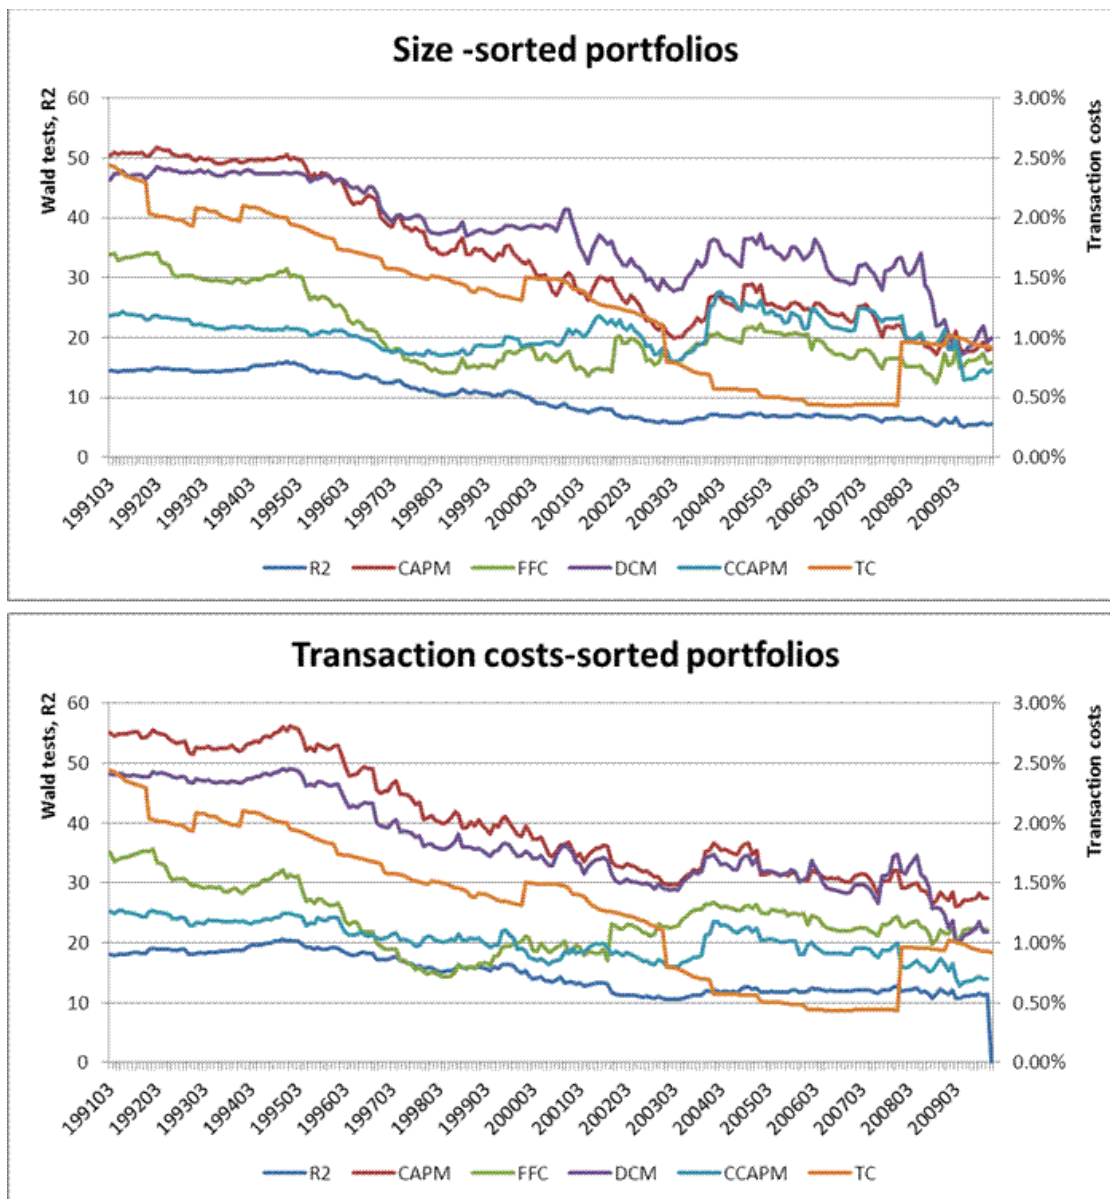 Size -sorted portfolios
Wald tests, R2
Transaction costs
60 3.00%
50 2.50%
40 2.00%
30 1.50%
20 1.00%
10 0.50%
0 0.00%
199103 199203 199303 199403 199503 199603 199703 199803 199903 200003 200103 200203 200303 200403 200503 200603 200703 200803 200903
R2 CAPM FFC DCM CCAPM TC
Transaction costs-sorted portfolios
Wald tests, R2
Transaction costs
60 3.00%
50 2.50%
40 2.00%
30 1.50%
20 1.00%
10 0.50%
0 0.00%
199103 199203 199303 199403 199503 199603 199703 199803 199903 200003 200103 200203 200303 200403 200503 200603 200703 200803 200903
R2 CAPM FFC DCM CCAPM TC